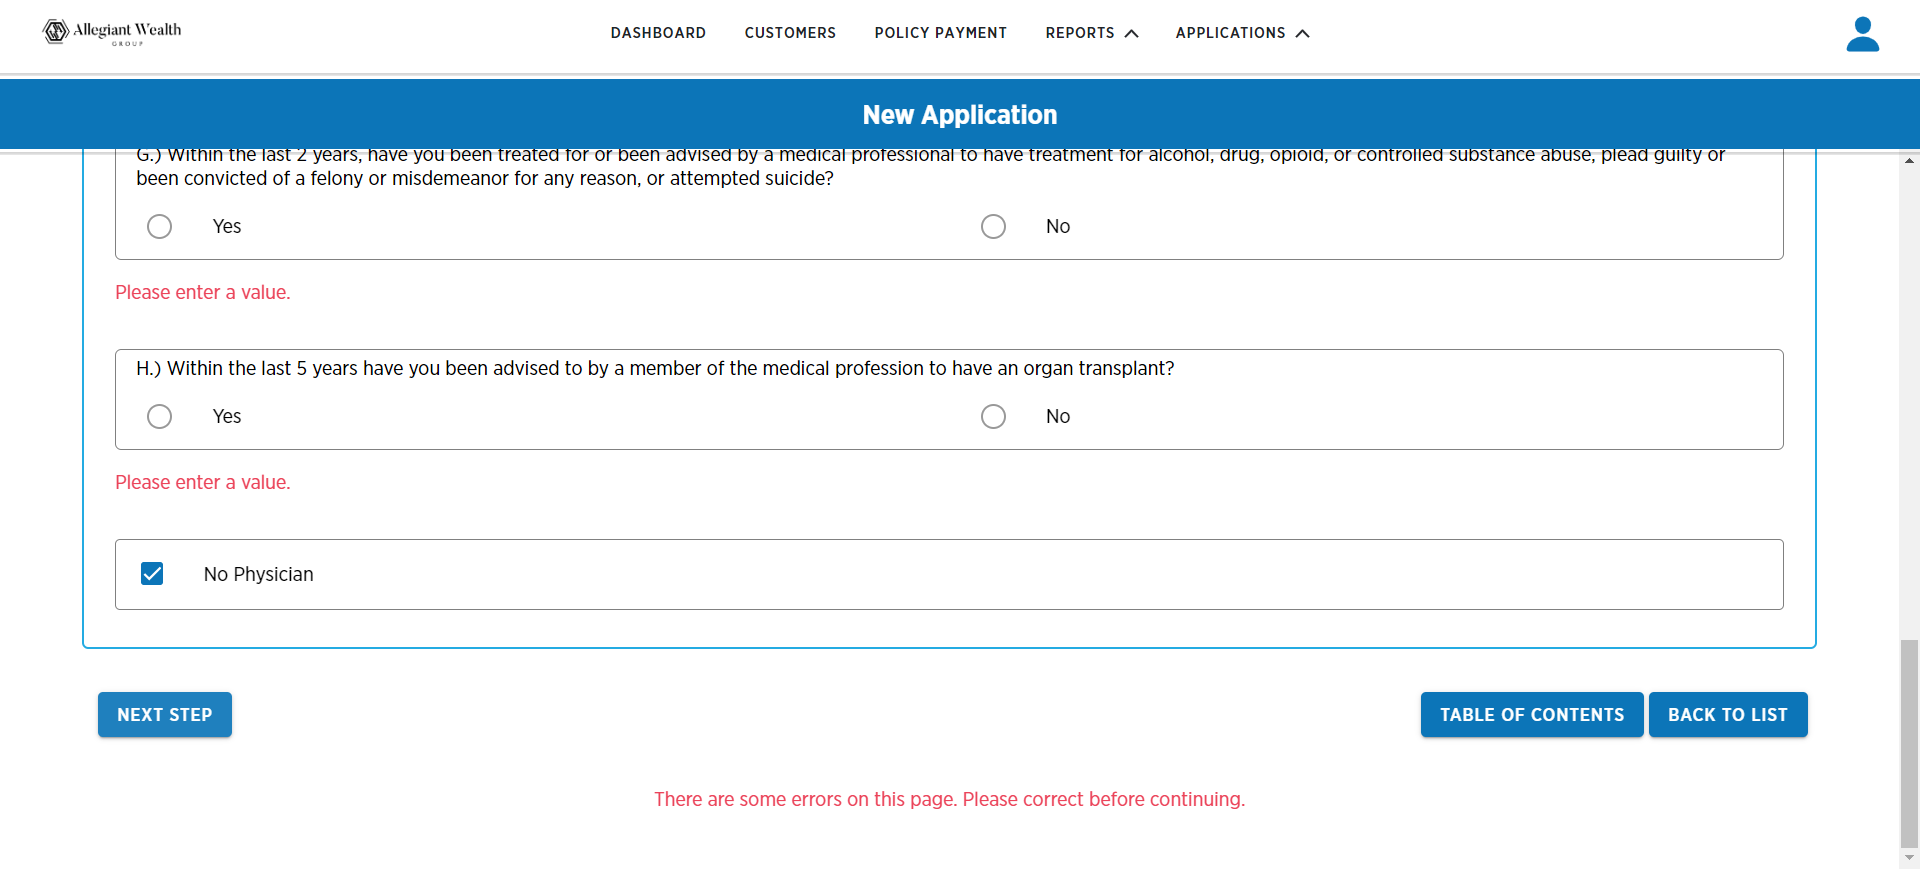 Allegiant Wealth
GROUP
DASHBOARD CUSTOMERS POLICY PAYMENT REPORTS APPLICATIONS
New Application
G.) Within the last 2 years, have you been treated for or been advised by a medical professional to have treatment for alcohol, drug, opioid, or controlled substance abuse, plead guilty or
been convicted of a felony or misdemeanor for any reason, or attempted suicide?
Yes No
Please enter a value.
H.) Within the last 5 years have you been advised to by a member of the medical profession to have an organ transplant?
Yes No
Please enter a value.
No Physician
NEXT STEP TABLE OF CONTENTS BACK TO LIST
There are some errors on this page. Please correct before continuing.